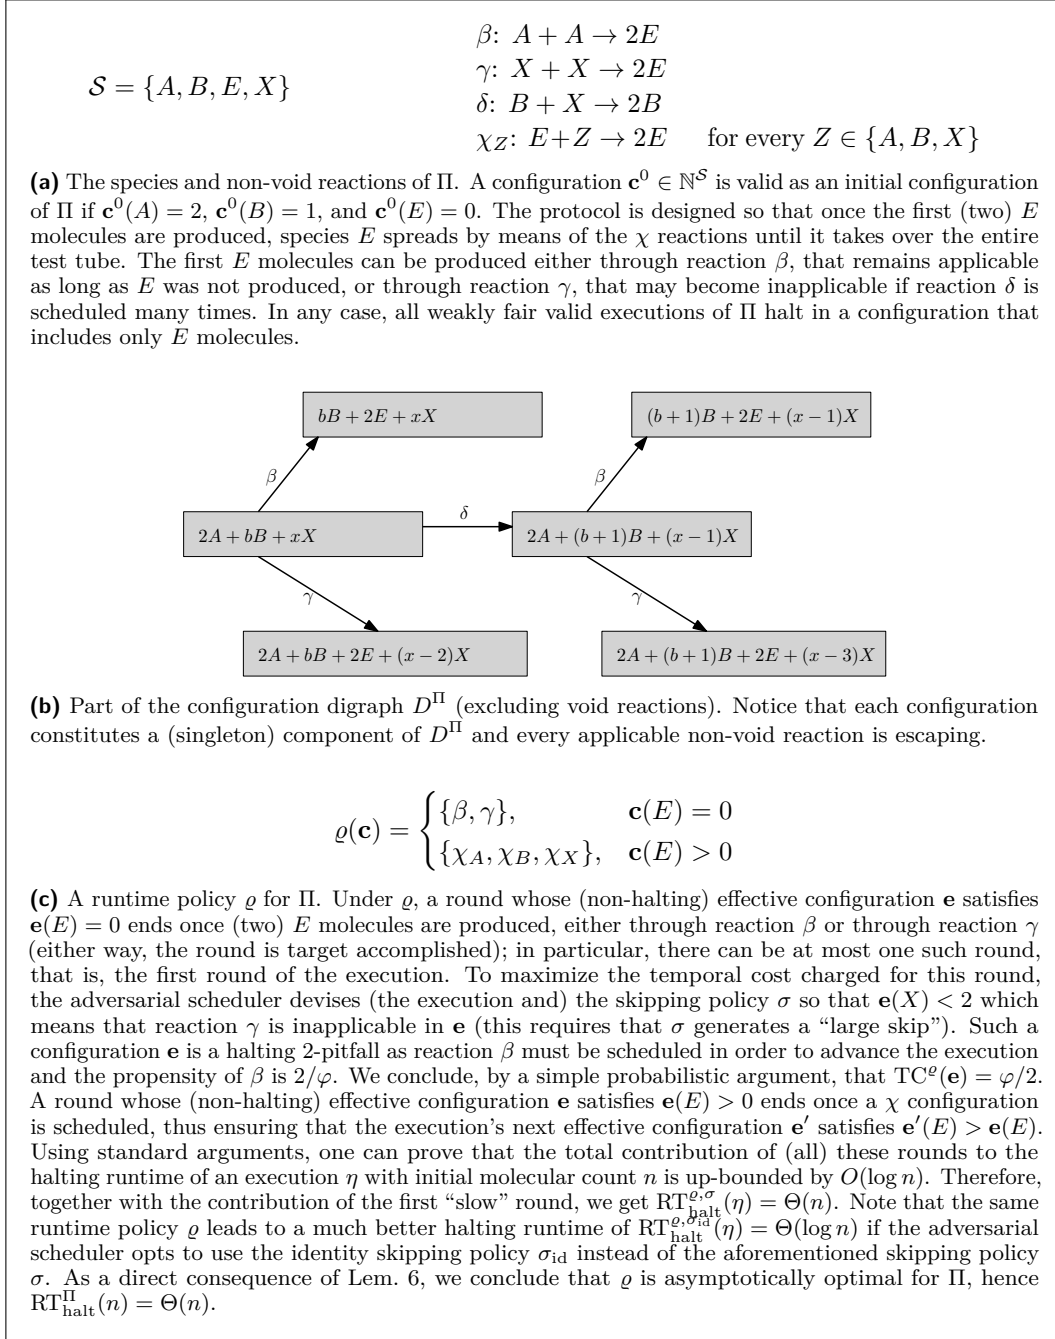 𝒮 = {A, B, E, X}
β: A + A → 2E
γ: X + X → 2E
δ: B + X → 2B
χ_Z: E+Z → 2E for every Z ∈ {A, B, X}
(a) The species and non-void reactions of Π. A configuration c⁰ ∈ ℕ^𝒮 is valid as an initial configuration
of Π if c⁰(A) = 2, c⁰(B) = 1, and c⁰(E) = 0. The protocol is designed so that once the first (two) E
molecules are produced, species E spreads by means of the χ reactions until it takes over the entire
test tube. The first E molecules can be produced either through reaction β, that remains applicable
as long as E was not produced, or through reaction γ, that may become inapplicable if reaction δ is
scheduled many times. In any case, all weakly fair valid executions of Π halt in a configuration that
includes only E molecules.
bB + 2E + xX
(b + 1)B + 2E + (x − 1)X
β
β
δ
2A + bB + xX
2A + (b + 1)B + (x − 1)X
γ
γ
2A + bB + 2E + (x − 2)X
2A + (b + 1)B + 2E + (x − 3)X
(b) Part of the configuration digraph D^Π (excluding void reactions). Notice that each configuration
constitutes a (singleton) component of D^Π and every applicable non-void reaction is escaping.
ϱ(c) = { {β, γ}, c(E) = 0
{χ_A, χ_B, χ_X}, c(E) > 0
(c) A runtime policy ϱ for Π. Under ϱ, a round whose (non-halting) effective configuration e satisfies
e(E) = 0 ends once (two) E molecules are produced, either through reaction β or through reaction γ
(either way, the round is target accomplished); in particular, there can be at most one such round,
that is, the first round of the execution. To maximize the temporal cost charged for this round,
the adversarial scheduler devises (the execution and) the skipping policy σ so that e(X) < 2 which
means that reaction γ is inapplicable in e (this requires that σ generates a “large skip”). Such a
configuration e is a halting 2-pitfall as reaction β must be scheduled in order to advance the execution
and the propensity of β is 2/φ. We conclude, by a simple probabilistic argument, that TC^ϱ(e) = φ/2.
A round whose (non-halting) effective configuration e satisfies e(E) > 0 ends once a χ configuration
is scheduled, thus ensuring that the execution’s next effective configuration e′ satisfies e′(E) > e(E).
Using standard arguments, one can prove that the total contribution of (all) these rounds to the
halting runtime of an execution η with initial molecular count n is up-bounded by O(log n). Therefore,
together with the contribution of the first “slow” round, we get RT^{ϱ,σ}_{halt}(η) = Θ(n). Note that the same
runtime policy ϱ leads to a much better halting runtime of RT^{ϱ,σ_id}_{halt}(η) = Θ(log n) if the adversarial
scheduler opts to use the identity skipping policy σ_id instead of the aforementioned skipping policy
σ. As a direct consequence of Lem. 6, we conclude that ϱ is asymptotically optimal for Π, hence
RT^Π_{halt}(n) = Θ(n).